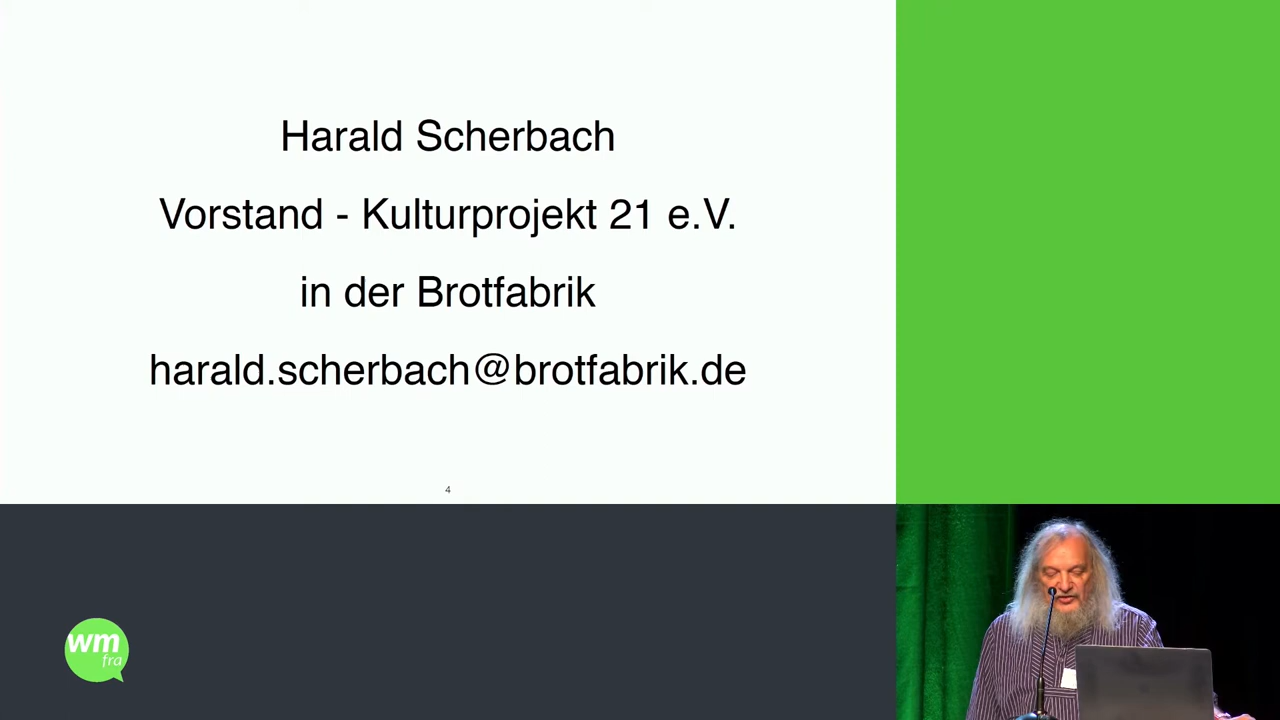 Harald Scherbach
Vorstand - Kulturprojekt 21 e.V.
in der Brotfabrik
harald.scherbach@brotfabrik.de
4
wm
fra